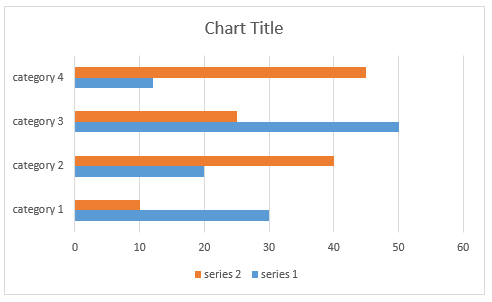 Chart Title
category 4
category 3
category 2
category 1
0 10 20 30 40 50 60
series 2 series 1